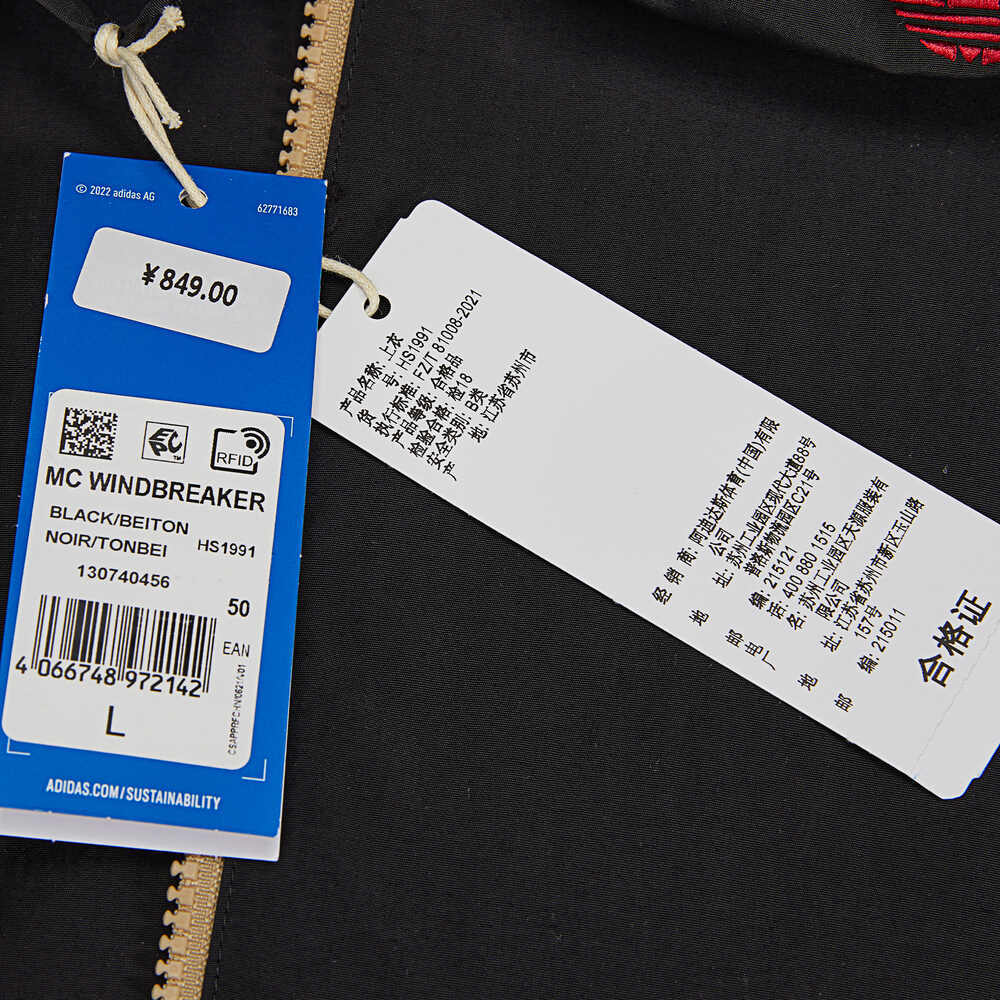 © 2022 adidas AG
62771683
¥849.00
EPC
RFID
MC WINDBREAKER
BLACK/BEITON
NOIR/TONBEI
HS1991
130740456
50
EAN
4 066748 972142
L
ADIDAS.COM/SUSTAINABILITY
产品名称: 上衣
货号: HS1991
执行标准: FZ/T 81008-2021
产品等级: 合格品
检验合格: 检18
安全类别: B类
产地: 江苏省苏州市
经销商: 阿迪达斯体育(中国)有限
公司
地址: 苏州工业园区现代大道88号
普洛斯物流园区C21号
邮编: 215121
电话: 400 880 1515
厂名: 苏州工业园区天源服装有
限公司
地址: 江苏省苏州市新区玉山路
157号
邮编: 215011
合格证